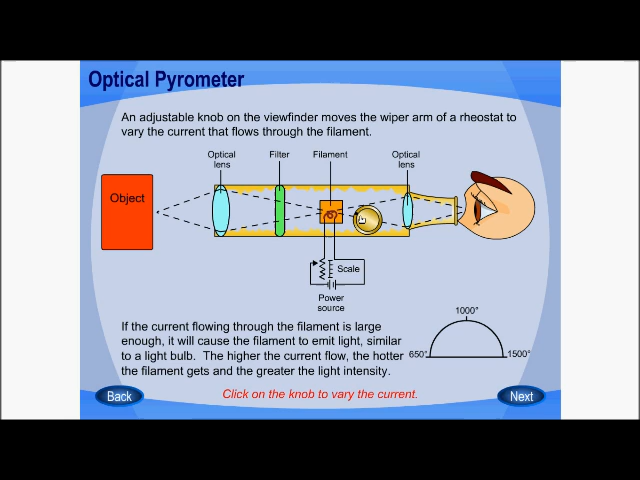 Optical Pyrometer
An adjustable knob on the viewfinder moves the wiper arm of a rheostat to
vary the current that flows through the filament.
Optical
lens
Filter
Filament
Optical
lens
Object
Scale
Power
source
If the current flowing through the filament is large
enough, it will cause the filament to emit light, similar
to a light bulb. The higher the current flow, the hotter
the filament gets and the greater the light intensity.
1000°
650°
1500°
Click on the knob to vary the current.
Back
Next